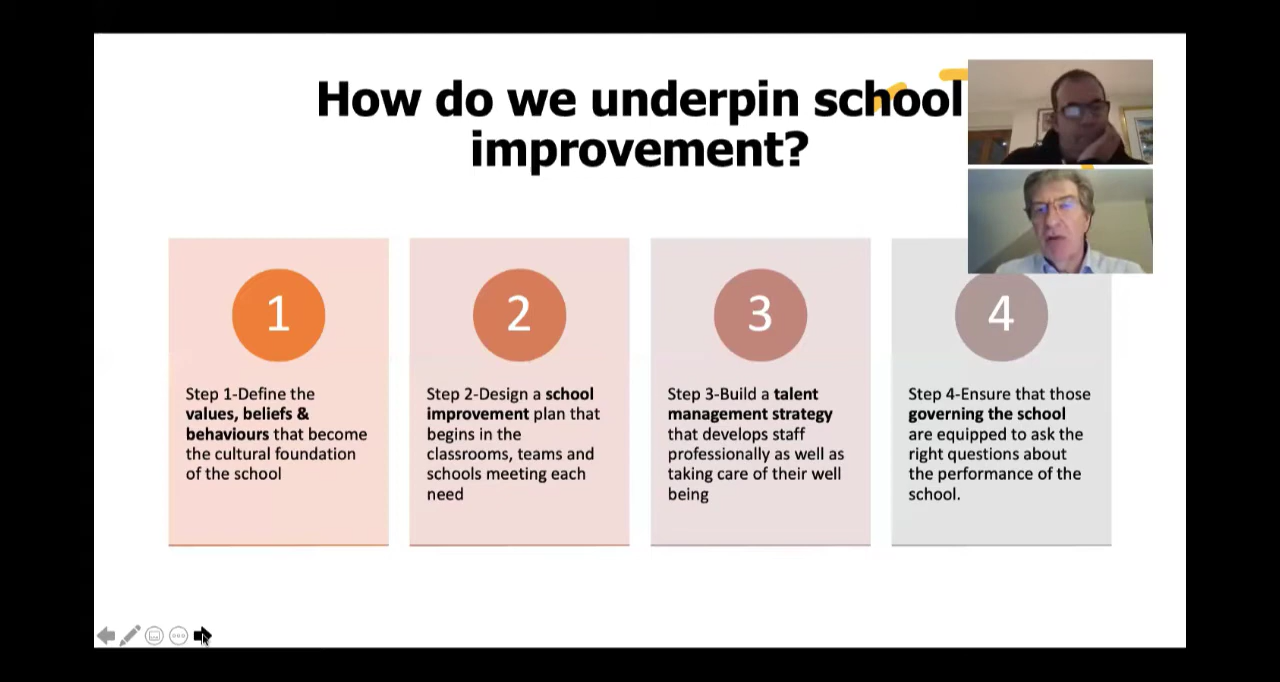 How do we underpin school
improvement?
1
Step 1-Define the
values, beliefs &
behaviours that become
the cultural foundation
of the school
2
Step 2-Design a school
improvement plan that
begins in the
classrooms, teams and
schools meeting each
need
3
Step 3-Build a talent
management strategy
that develops staff
professionally as well as
taking care of their well
being
4
Step 4-Ensure that those
governing the school
are equipped to ask the
right questions about
the performance of the
school.